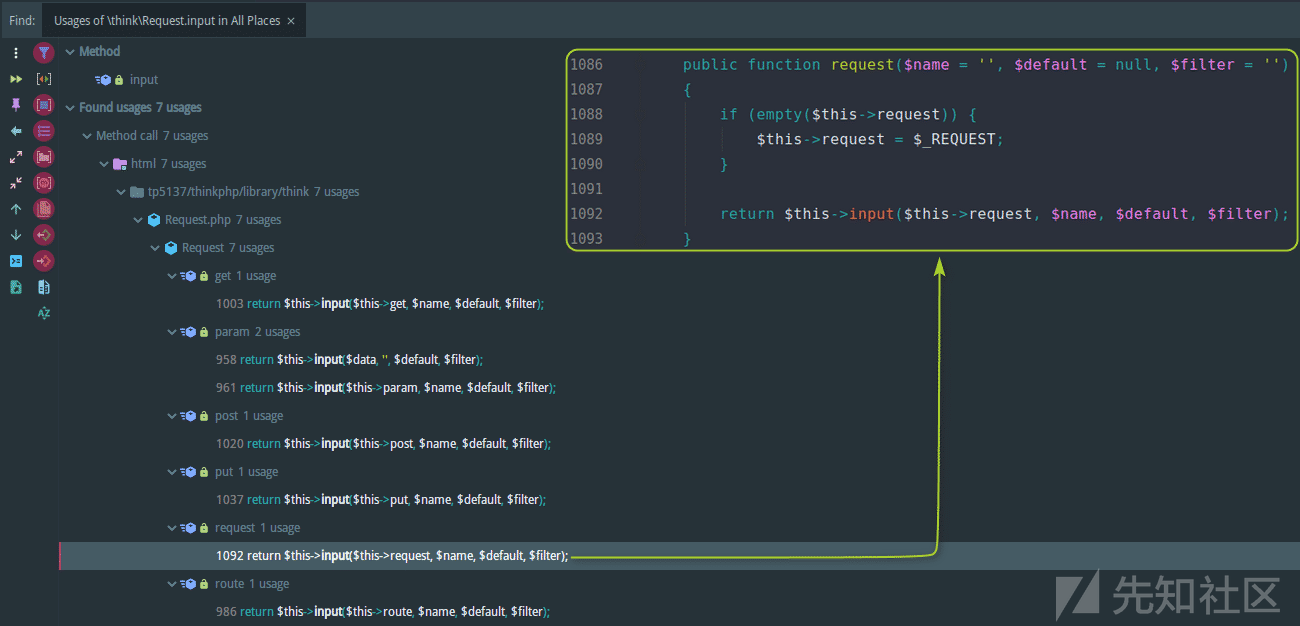 Find: Usages of \think\Request.input in All Places ×
Method
input
Found usages 7 usages
Method call 7 usages
html 7 usages
tp5137/thinkphp/library/think 7 usages
Request.php 7 usages
Request 7 usages
get 1 usage
1003 return $this->input($this->get, $name, $default, $filter);
param 2 usages
958 return $this->input($data, '', $default, $filter);
961 return $this->input($this->param, $name, $default, $filter);
post 1 usage
1020 return $this->input($this->post, $name, $default, $filter);
put 1 usage
1037 return $this->input($this->put, $name, $default, $filter);
request 1 usage
1092 return $this->input($this->request, $name, $default, $filter);
route 1 usage
986 return $this->input($this->route, $name, $default, $filter);
1086 public function request($name = '', $default = null, $filter = '')
1087 {
1088 if (empty($this->request)) {
1089 $this->request = $_REQUEST;
1090 }
1091
1092 return $this->input($this->request, $name, $default, $filter);
1093 }
先知社区